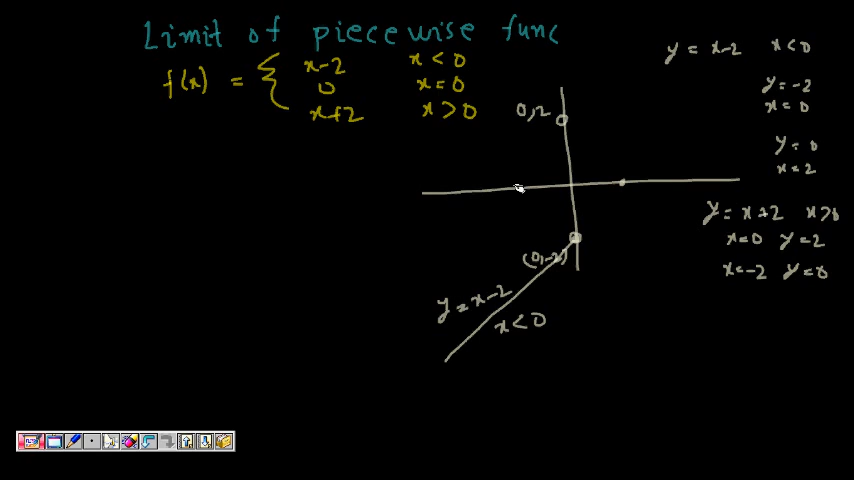 Limit of piecewise func
f(x) = { x-2 x < 0
0 x = 0
x+2 x > 0
y = x-2 x<0
y = -2
x = 0
y = 0
x = 2
y = x+2 x>0
x=0 y=2
x=-2 y=0
0,2
(0,-2)
y = x-2
x < 0